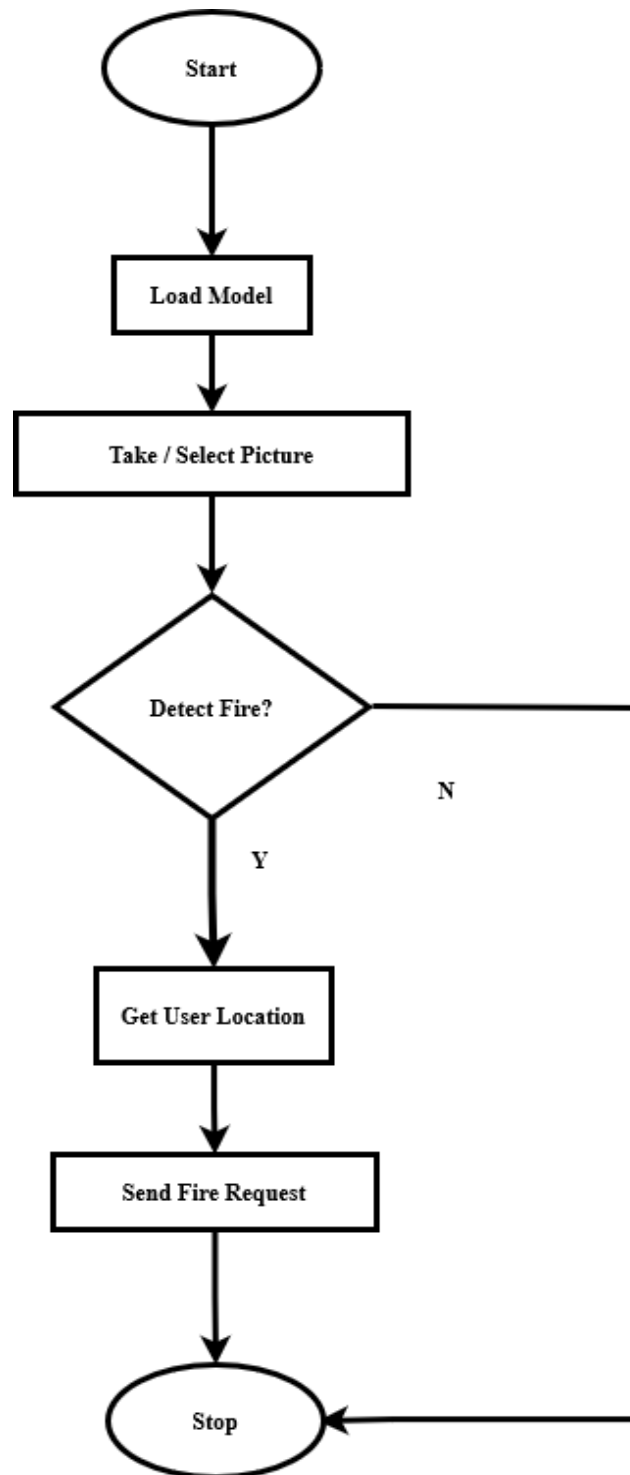 Start
Load Model
Take / Select Picture
Detect Fire?
N
Y
Get User Location
Send Fire Request
Stop